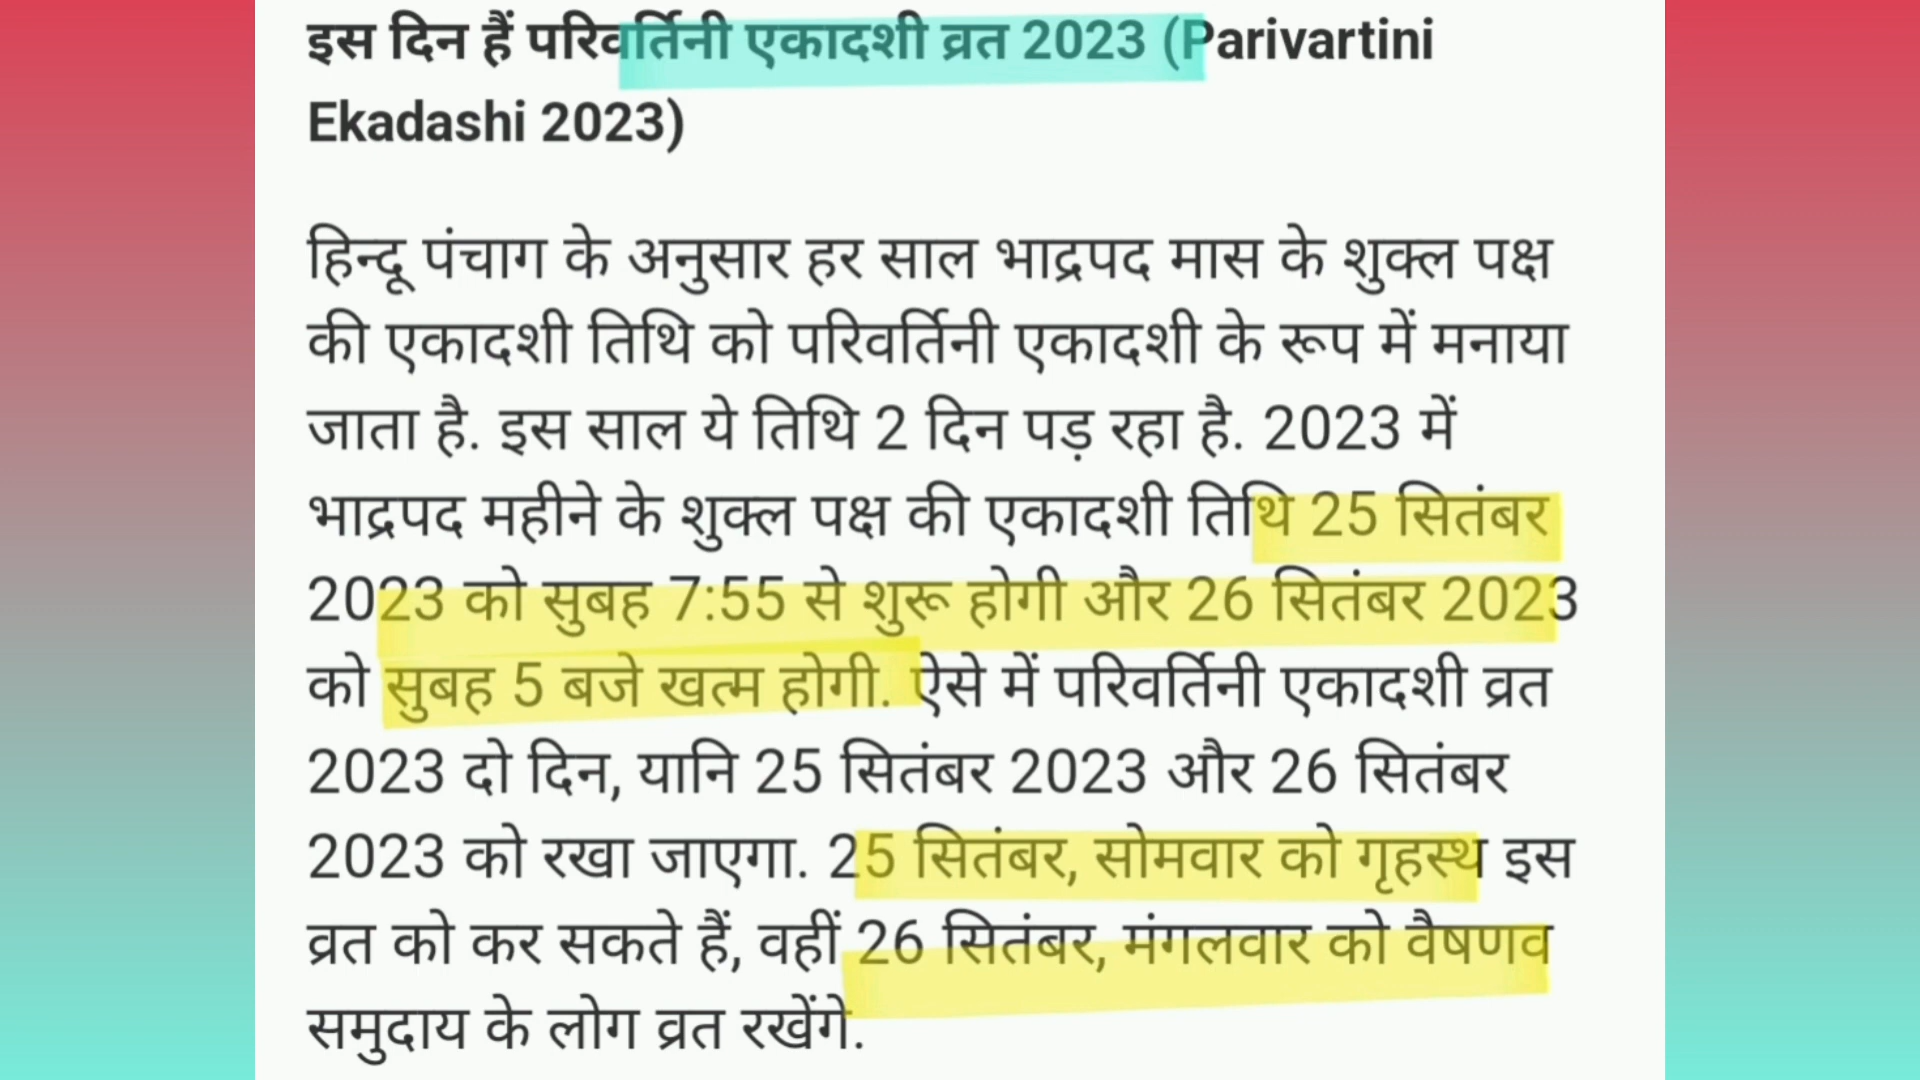 इस दिन हैं परिवर्तिनी एकादशी व्रत 2023 (Parivartini
Ekadashi 2023)
हिन्दू पंचाग के अनुसार हर साल भाद्रपद मास के शुक्ल पक्ष
की एकादशी तिथि को परिवर्तिनी एकादशी के रूप में मनाया
जाता है. इस साल ये तिथि 2 दिन पड़ रहा है. 2023 में
भाद्रपद महीने के शुक्ल पक्ष की एकादशी तिथि 25 सितंबर
2023 को सुबह 7:55 से शुरू होगी और 26 सितंबर 2023
को सुबह 5 बजे खत्म होगी. ऐसे में परिवर्तिनी एकादशी व्रत
2023 दो दिन, यानि 25 सितंबर 2023 और 26 सितंबर
2023 को रखा जाएगा. 25 सितंबर, सोमवार को गृहस्थ इस
व्रत को कर सकते हैं, वहीं 26 सितंबर, मंगलवार को वैषणव
समुदाय के लोग व्रत रखेंगे.